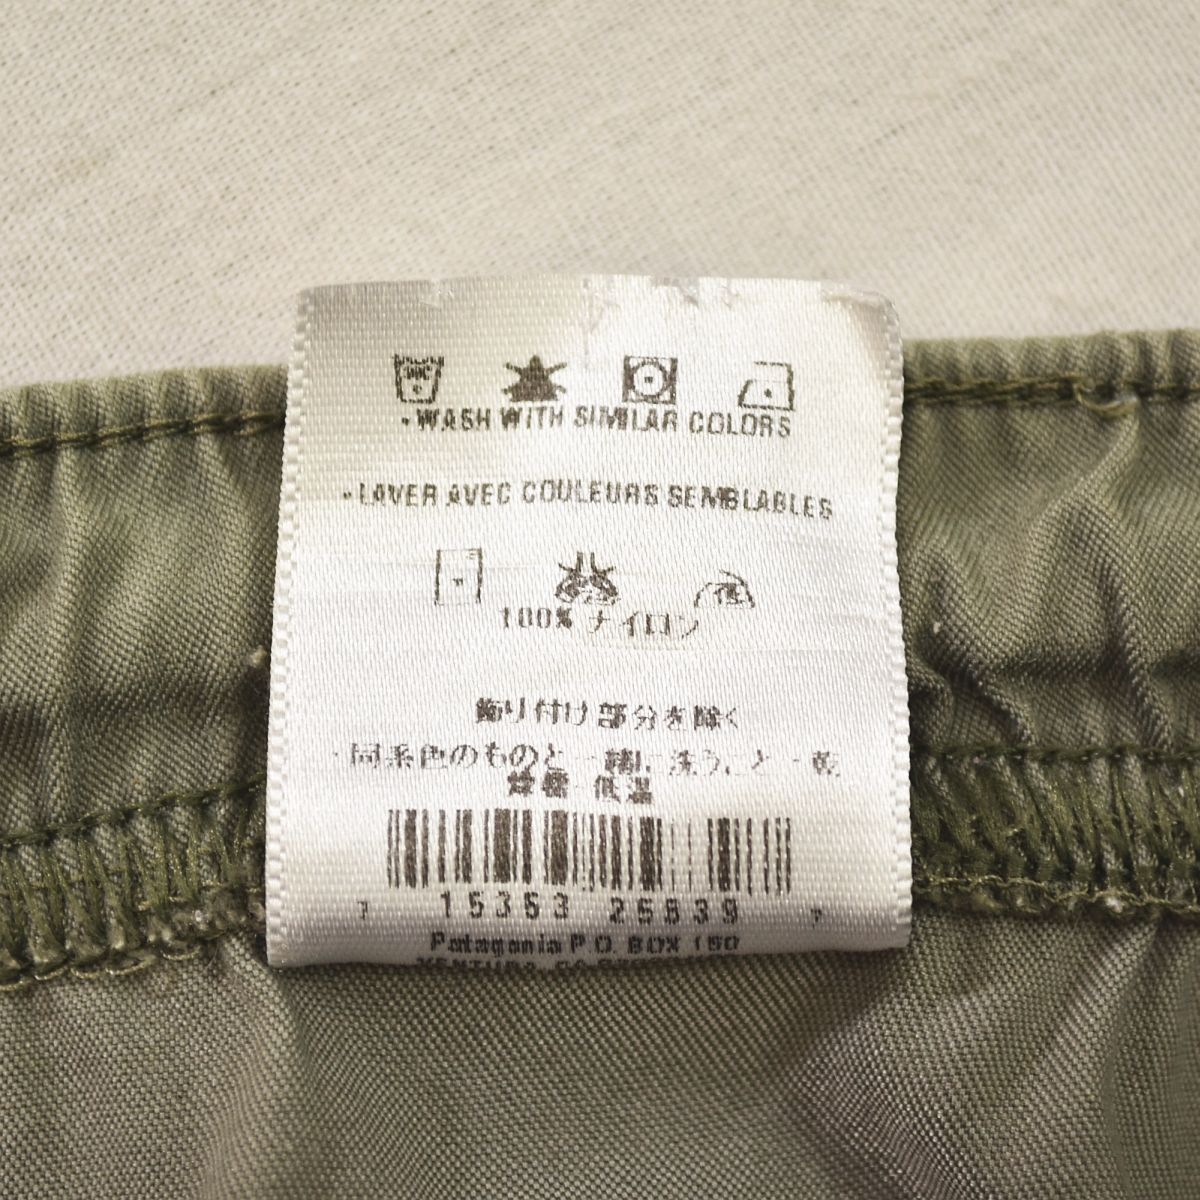 • WASH WITH SIMILAR COLORS
• LAVER AVEC COULEURS SEMBLABLES
100% ナイロン
飾り付け部分を除く
・同系色のものと一緒に洗うこと・乾
燥機 低温
7 15353 25839 7
Patagonia P.O. BOX 150
VENTURA, CA